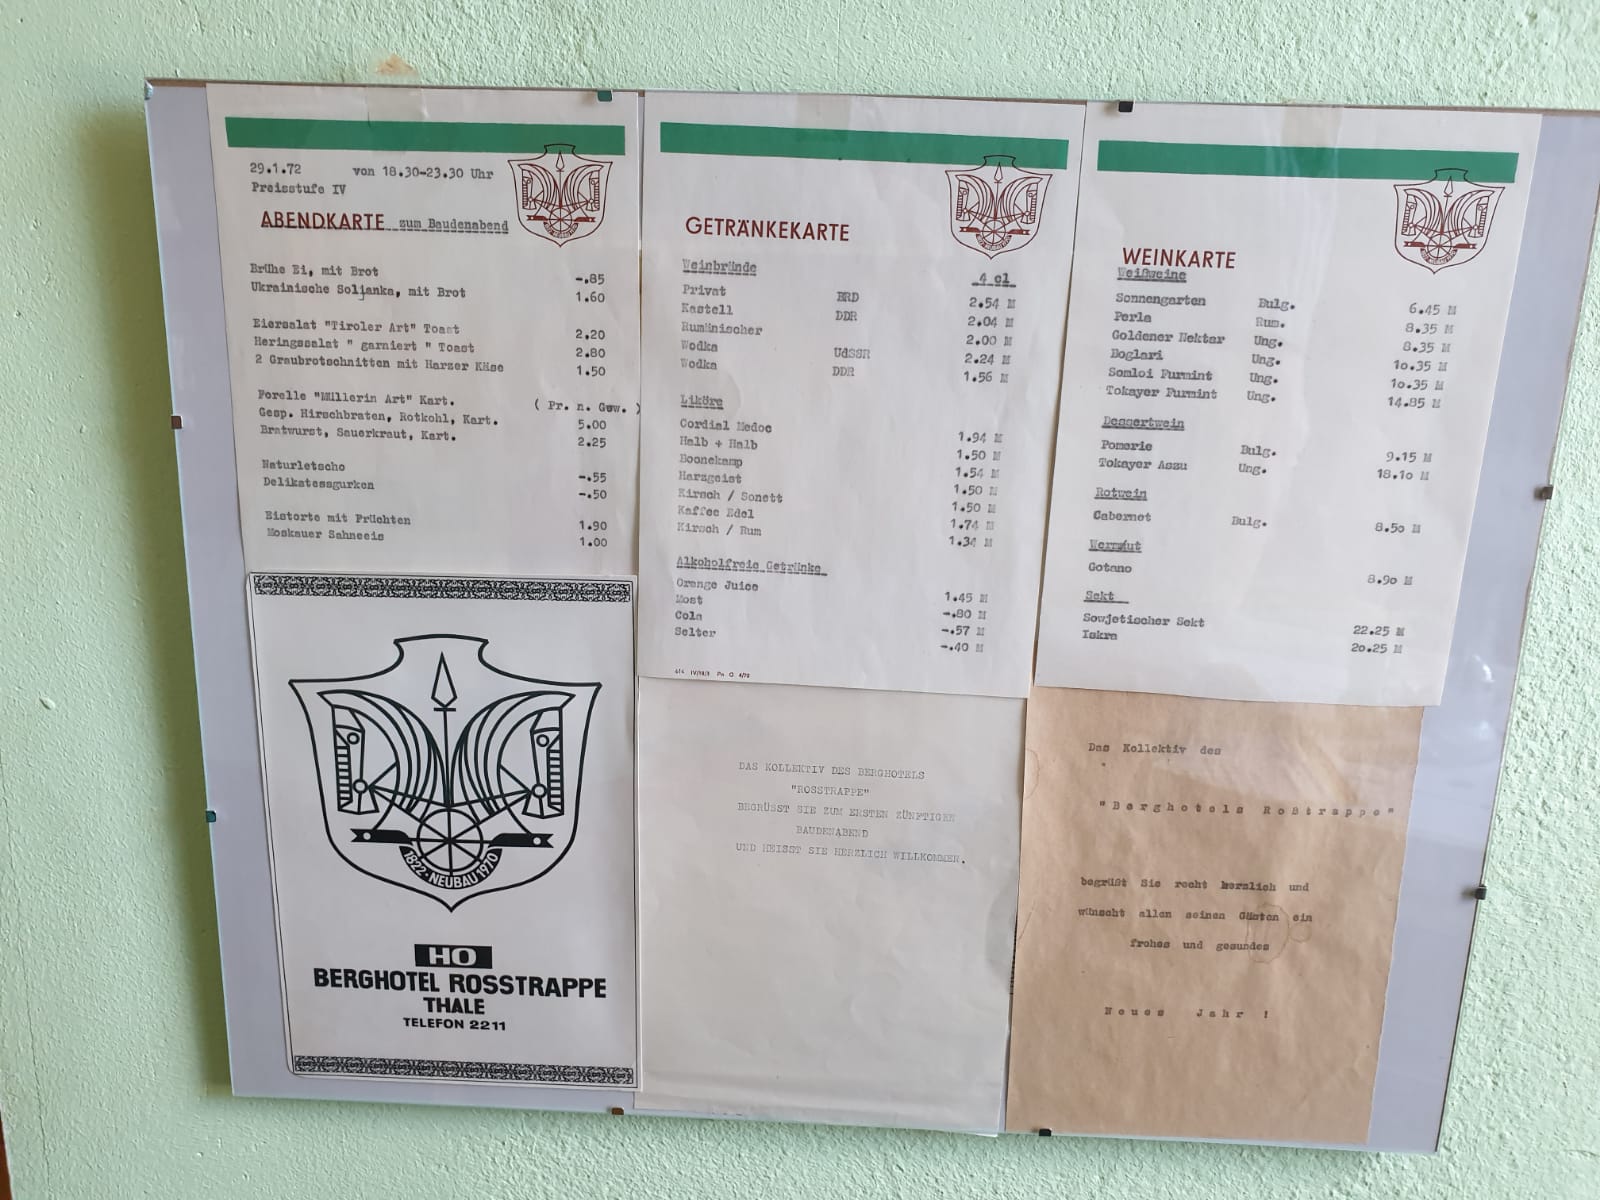 29.1.72 von 18.30-23.30 Uhr
Preisstufe IV
ABENDKARTE zum Baudenabend
Brühe Ei, mit Brot -.85
Ukrainische Soljanka, mit Brot 1.60
Eiersalat "Tiroler Art" Toast 2,20
Heringssalat " garniert " Toast 2.80
2 Graubrotschnitten mit Harzer Käse 1.50
Forelle "Müllerin Art" Kart. ( Pr. n. Gew. )
Gesp. Hirschbraten, Rotkohl, Kart. 5.00
Bratwurst, Sauerkraut, Kart. 2.25
Naturletscho -.55
Delikatessgurken -.50
Eistorte mit Früchten 1.90
Moskauer Sahneeis 1.00
GETRÄNKEKARTE
Weinbrände 4 cl
Privat BRD 2.54 M
Kastell DDR 2.04 M
Rumänischer 2.00 M
Wodka UdSSR 2.24 M
Wodka DDR 1.56 M
Liköre
Cordial Medoc 1.94 M
Halb + Halb 1.50 M
Boonekamp 1.54 M
Harzgeist 1.50 M
Kirsch / Sonett 1.50 M
Kaffee Edel 1.74 M
Kirsch / Rum 1.34 M
Alkoholfreie Getränke
Orange Juice 1.45 M
Most -.80 M
Cola -.57 M
Selter -.40 M
WEINKARTE
Weißweine
Sonnengarten Bulg. 6.45 M
Perla Rum. 8.35 M
Goldener Nektar Ung. 8.35 M
Boglari Ung. 10.35 M
Somloi Furmint Ung. 10.35 M
Tokayer Furmint Ung. 14.85 M
Dessertwein
Pomorie Bulg. 9.15 M
Tokayer Aszu Ung. 18.10 M
Rotwein
Cabernet Bulg. 8.50 M
Wermut
Gotano 8.90 M
Sekt
Sowjetischer Sekt 22.25 M
Iskra 20.25 M
1822·NEUBAU 1970
HO
BERGHOTEL ROSSTRAPPE
THALE
TELEFON 2211
DAS KOLLEKTIV DES BERGHOTELS
"ROSSTRAPPE"
BEGRÜSST SIE ZUM ERSTEN ZÜNFTIGEN
BAUDENABEND
UND HEISST SIE HERZLICH WILLKOMMEN.
Das Kollektiv des
"Berghotels Roßtrappe"
begrüßt Sie recht herzlich und
wünscht allen seinen Gästen ein
frohes und gesundes
Neues Jahr !